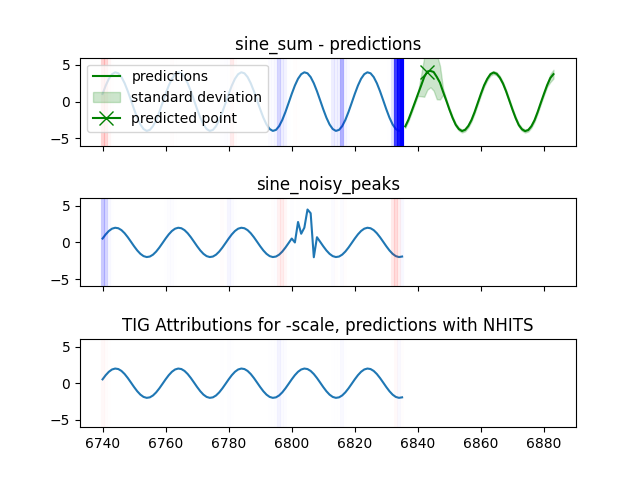 sine_sum - predictions
5
0
−5
predictions
standard deviation
predicted point
sine_noisy_peaks
5
0
−5
TIG Attributions for -scale, predictions with NHITS
5
0
−5
6740 6760 6780 6800 6820 6840 6860 6880